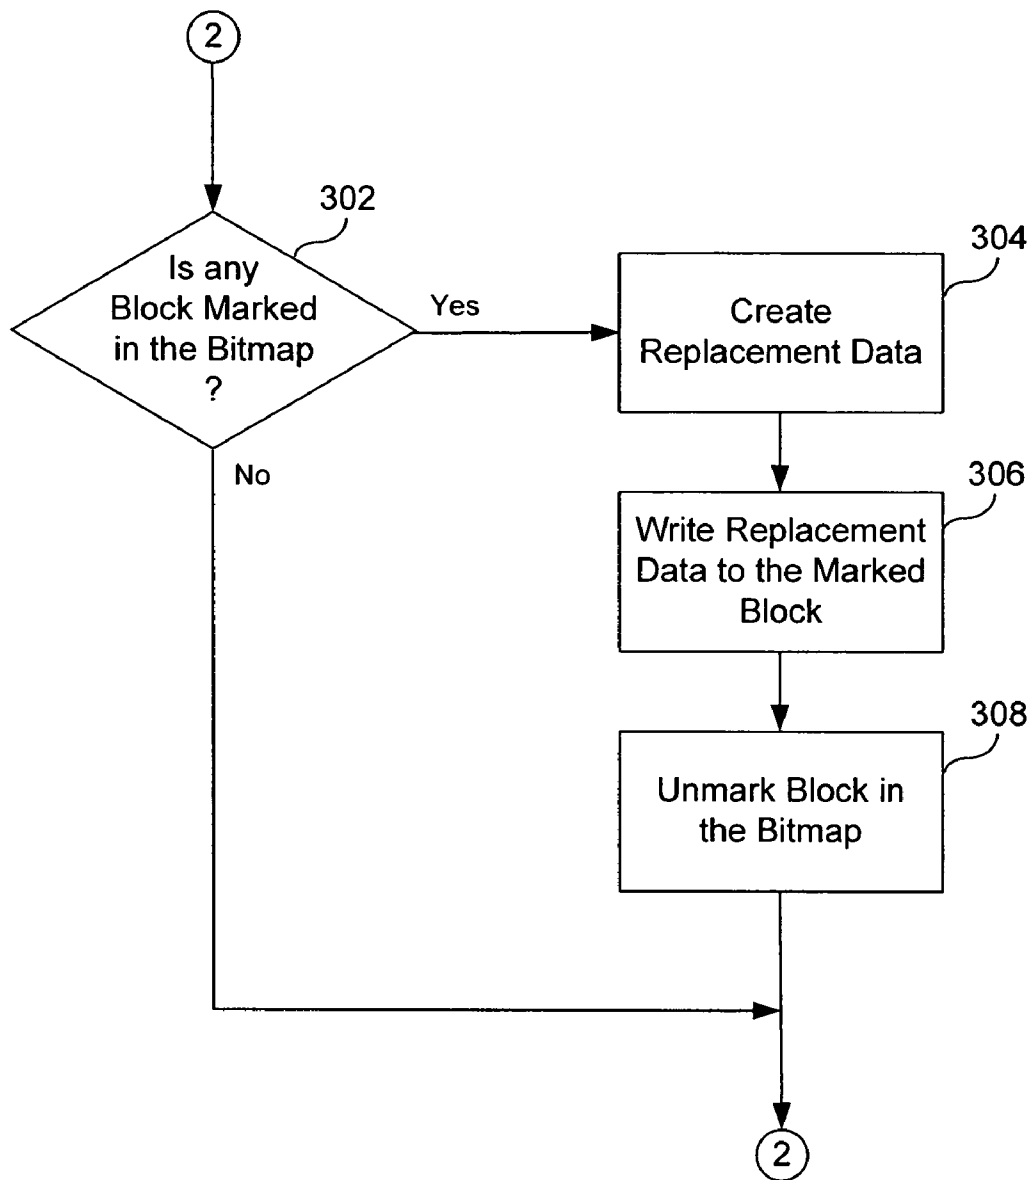 2
302
Is any
Block Marked
in the Bitmap
?
Yes
No
304
Create
Replacement Data
306
Write Replacement
Data to the Marked
Block
308
Unmark Block in
the Bitmap
2